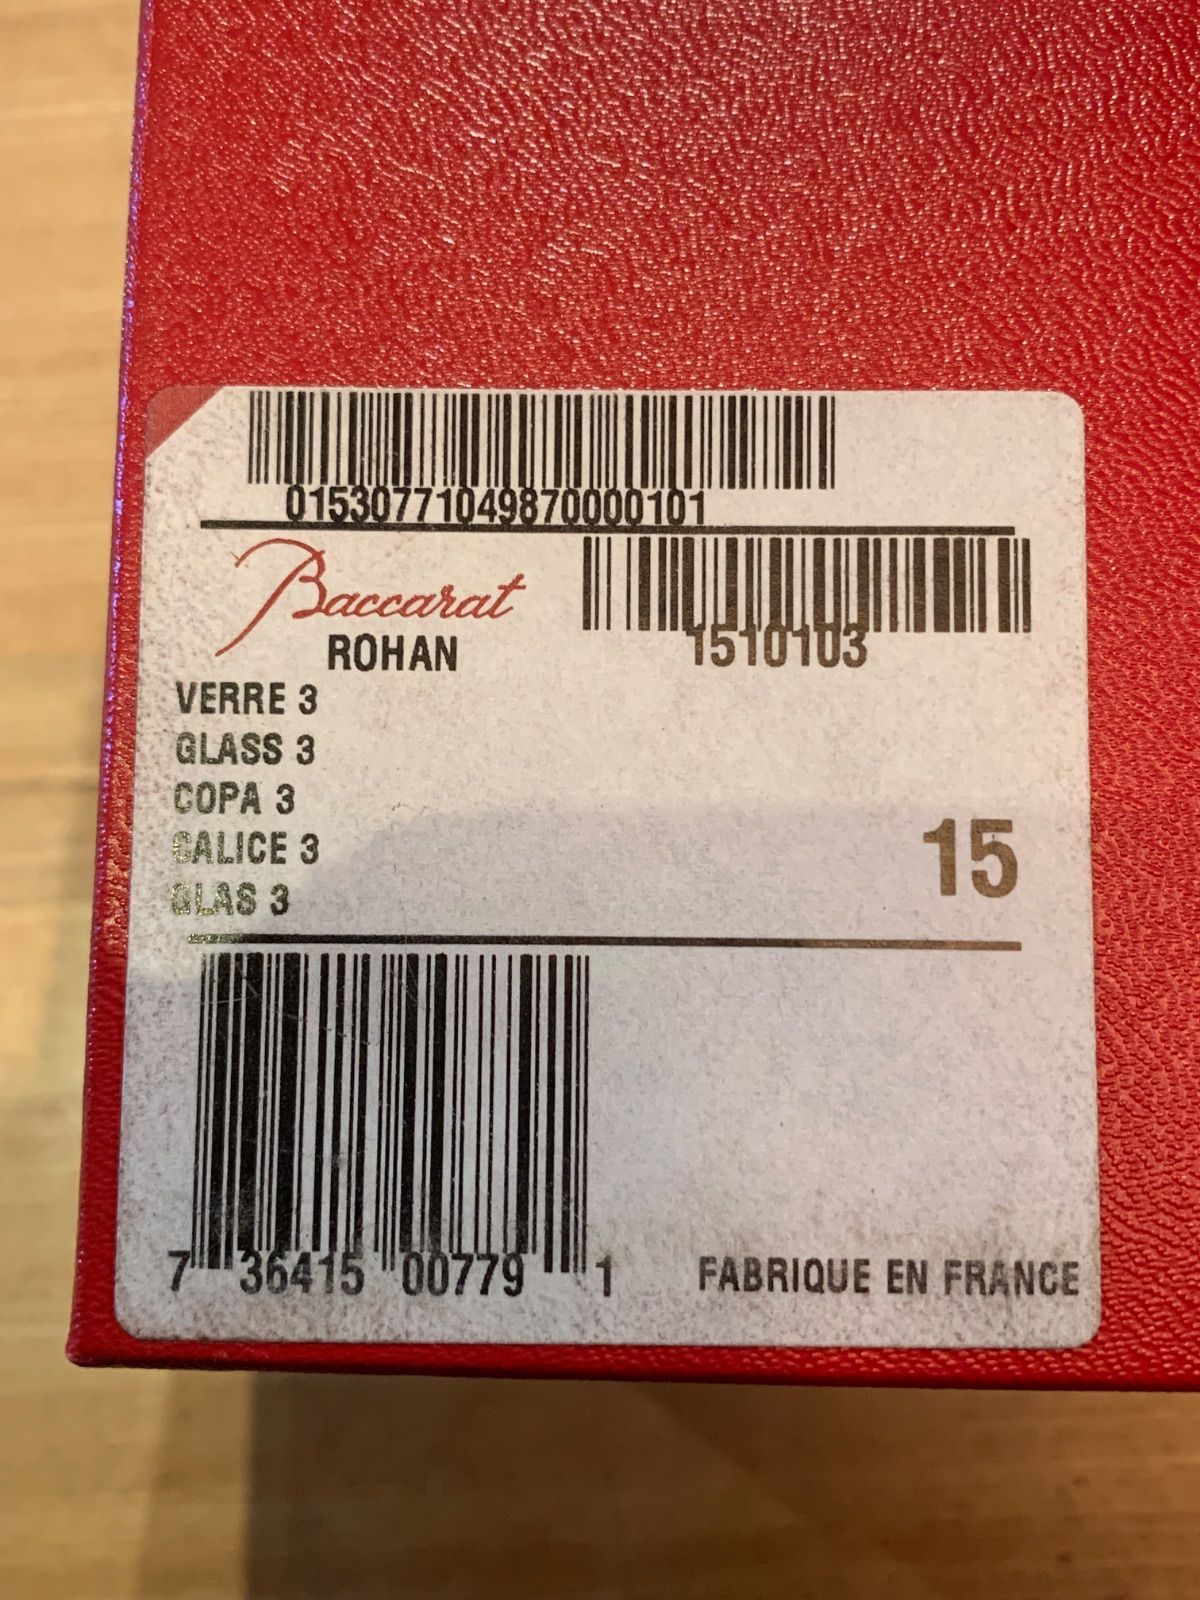 01530771049870000101
Baccarat
ROHAN
1510103
VERRE 3
GLASS 3
COPA 3
CALICE 3
GLAS 3
15
7 36415 00779 1
FABRIQUE EN FRANCE